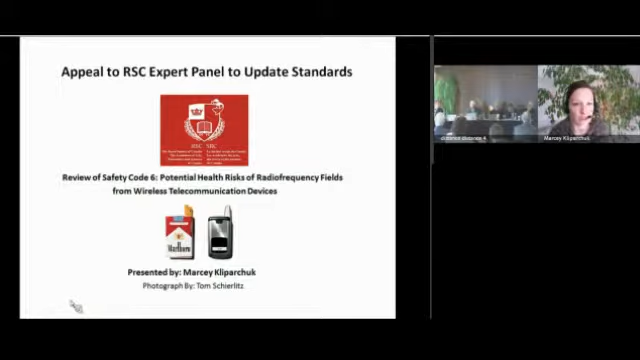 Appeal to RSC Expert Panel to Update Standards
RSC SRC
Review of Safety Code 6: Potential Health Risks of Radiofrequency Fields
from Wireless Telecommunication Devices
Marlboro
Presented by: Marcey Kliparchuk
Photograph By: Tom Schierlitz
Marcey Kliparchuk